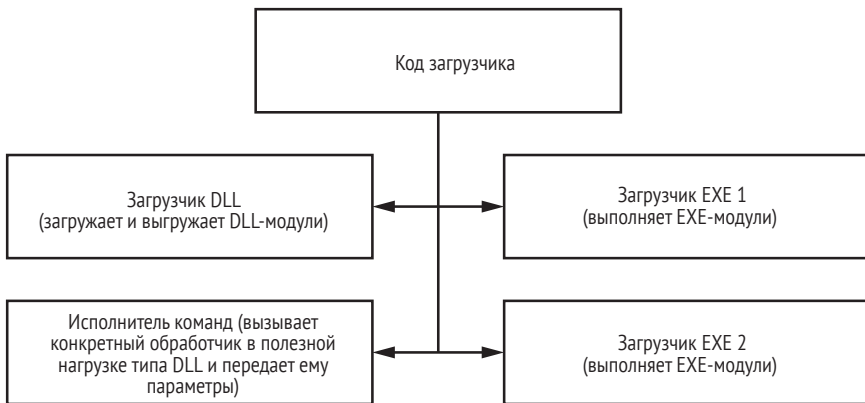 Код загрузчика
Загрузчик DLL
(загружает и выгружает DLL-модули)
Загрузчик EXE 1
(выполняет EXE-модули)
Исполнитель команд (вызывает
конкретный обработчик в полезной
нагрузке типа DLL и передает ему
параметры)
Загрузчик EXE 2
(выполняет EXE-модули)